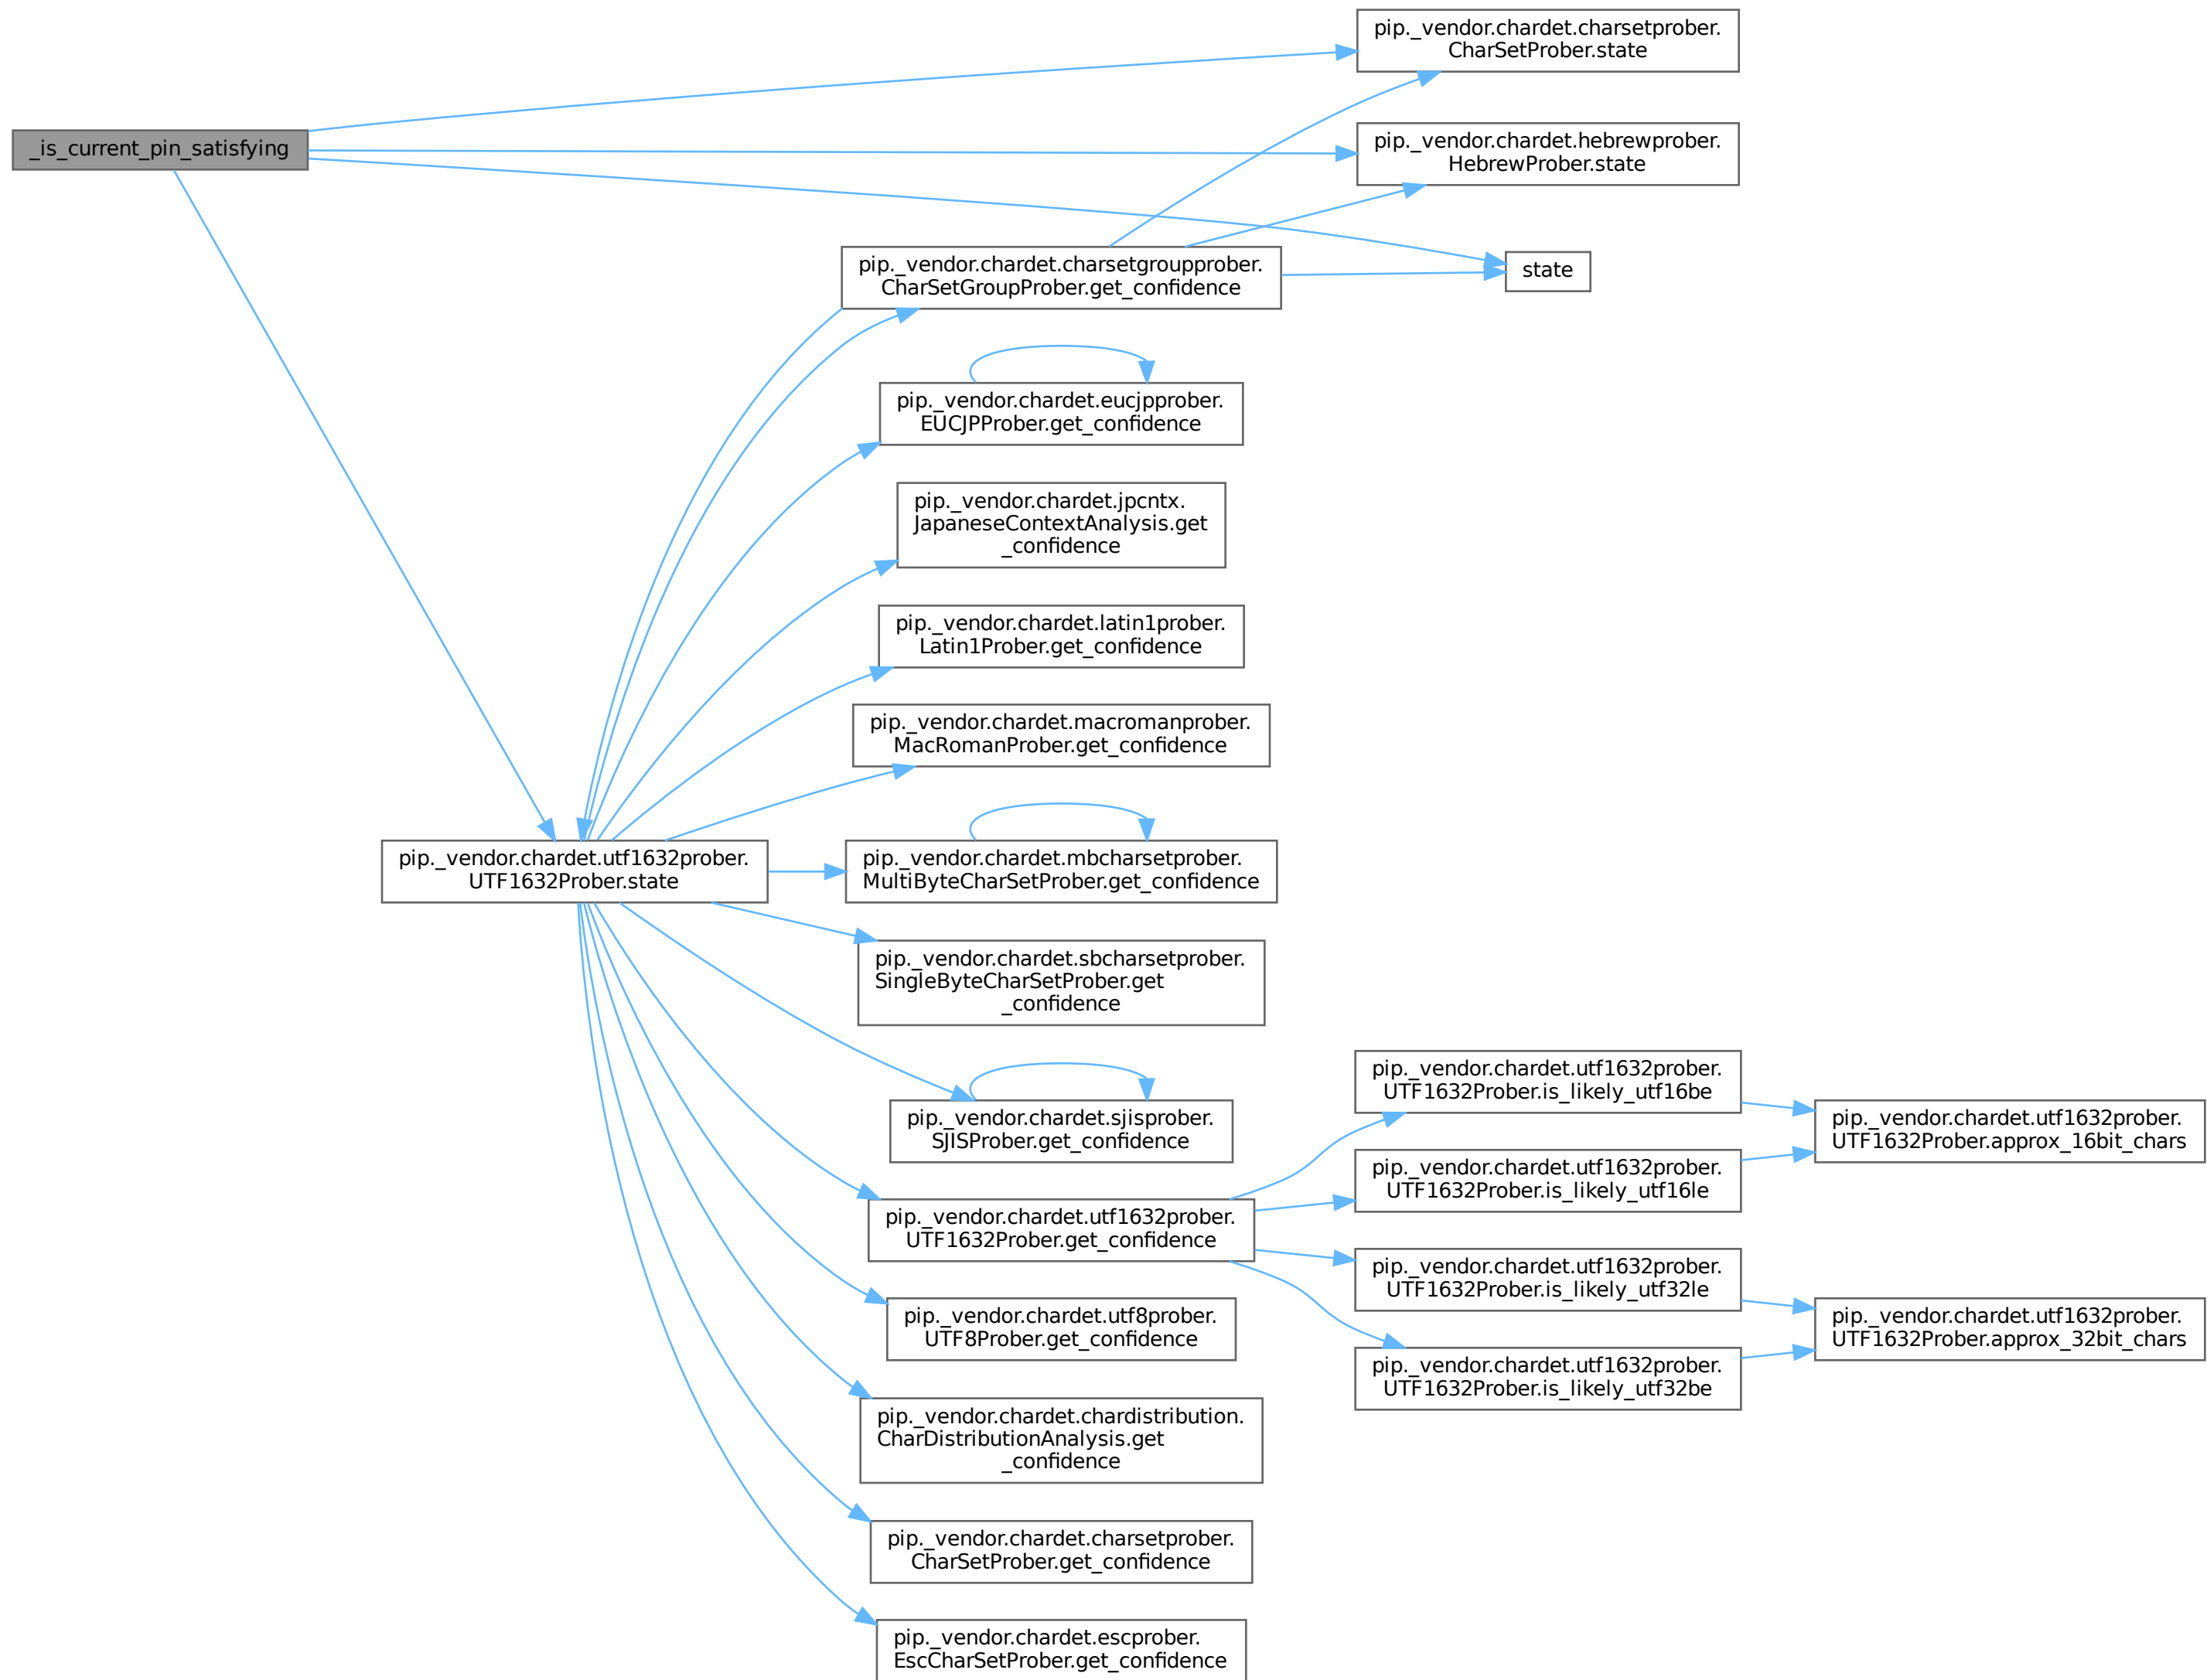 pip._vendor.chardet.charsetprober.
CharSetProber.state
_is_current_pin_satisfying
pip._vendor.chardet.hebrewprober.
HebrewProber.state
pip._vendor.chardet.charsetgroupprober.
CharSetGroupProber.get_confidence
state
pip._vendor.chardet.eucjpprober.
EUCJPProber.get_confidence
pip._vendor.chardet.jpcntx.
JapaneseContextAnalysis.get
_confidence
pip._vendor.chardet.latin1prober.
Latin1Prober.get_confidence
pip._vendor.chardet.macromanprober.
MacRomanProber.get_confidence
pip._vendor.chardet.utf1632prober.
UTF1632Prober.state
pip._vendor.chardet.mbcharsetprober.
MultiByteCharSetProber.get_confidence
pip._vendor.chardet.sbcharsetprober.
SingleByteCharSetProber.get
_confidence
pip._vendor.chardet.sjisprober.
SJISProber.get_confidence
pip._vendor.chardet.utf1632prober.
UTF1632Prober.is_likely_utf16be
pip._vendor.chardet.utf1632prober.
UTF1632Prober.approx_16bit_chars
pip._vendor.chardet.utf1632prober.
UTF1632Prober.is_likely_utf16le
pip._vendor.chardet.utf1632prober.
UTF1632Prober.get_confidence
pip._vendor.chardet.utf1632prober.
UTF1632Prober.is_likely_utf32le
pip._vendor.chardet.utf1632prober.
UTF1632Prober.approx_32bit_chars
pip._vendor.chardet.utf8prober.
UTF8Prober.get_confidence
pip._vendor.chardet.utf1632prober.
UTF1632Prober.is_likely_utf32be
pip._vendor.chardet.chardistribution.
CharDistributionAnalysis.get
_confidence
pip._vendor.chardet.charsetprober.
CharSetProber.get_confidence
pip._vendor.chardet.escprober.
EscCharSetProber.get_confidence